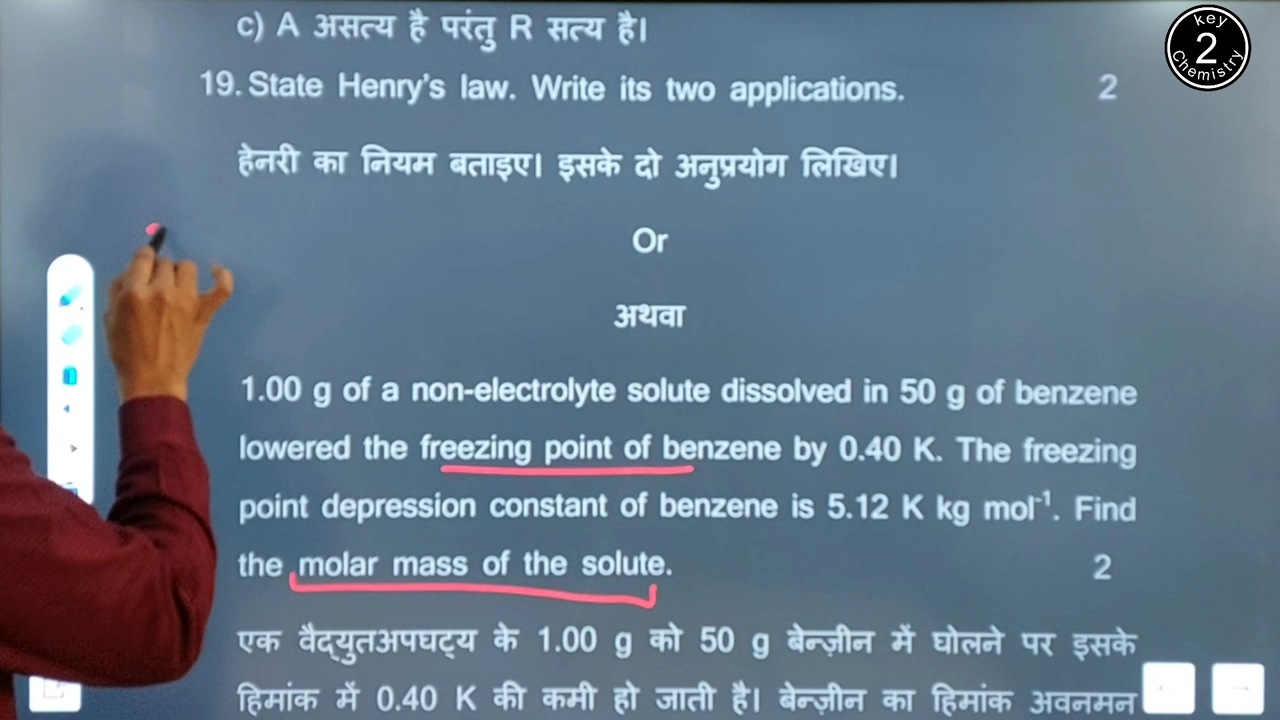 c) A असत्य है परंतु R सत्य है।
key
2
Chemistry
19. State Henry's law. Write its two applications. 2
हेनरी का नियम बताइए। इसके दो अनुप्रयोग लिखिए।
Or
अथवा
1.00 g of a non-electrolyte solute dissolved in 50 g of benzene
lowered the freezing point of benzene by 0.40 K. The freezing
point depression constant of benzene is 5.12 K kg mol⁻¹. Find
the molar mass of the solute. 2
एक वैद्युतअपघट्य के 1.00 g को 50 g बेन्ज़ीन में घोलने पर इसके
हिमांक में 0.40 K की कमी हो जाती है। बेन्ज़ीन का हिमांक अवनमन